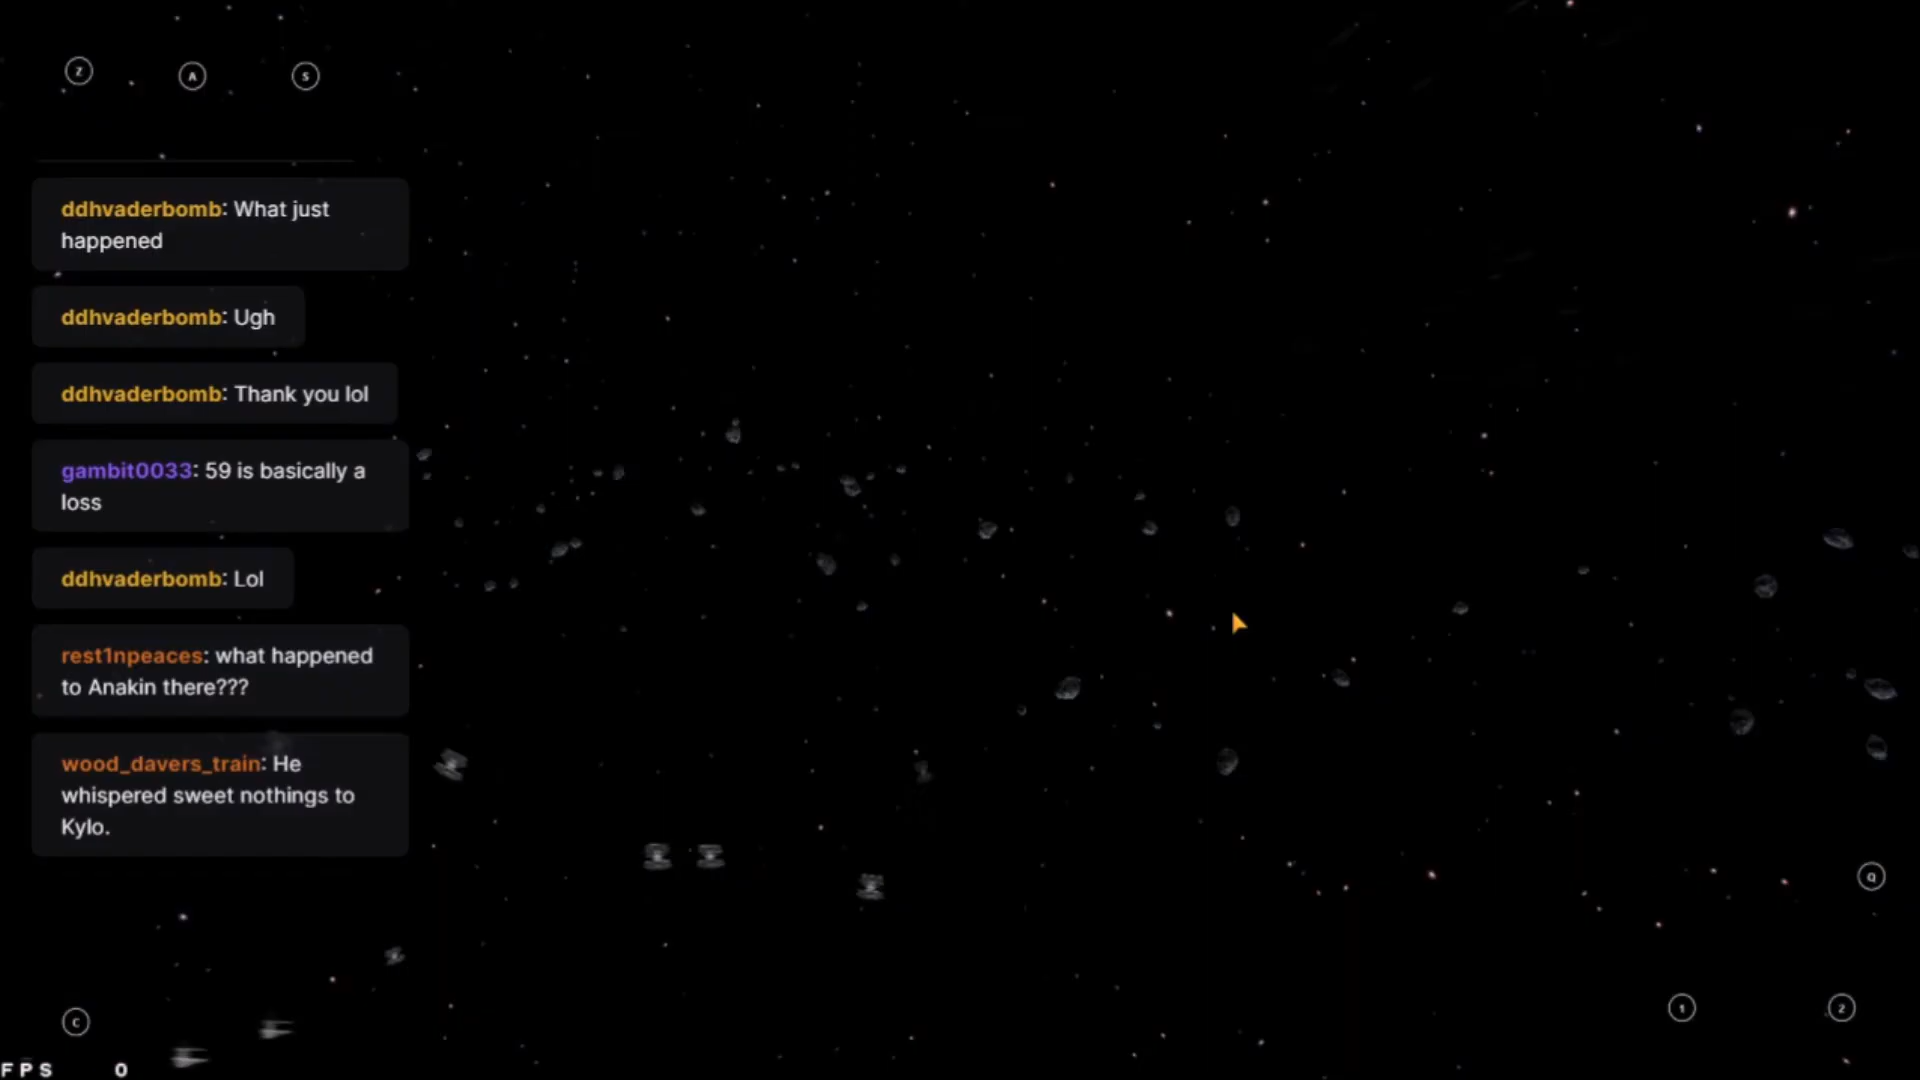 Z A S
ddhvaderbomb: What just
happened
ddhvaderbomb: Ugh
ddhvaderbomb: Thank you lol
gambit0033: 59 is basically a
loss
ddhvaderbomb: Lol
rest1npeaces: what happened
to Anakin there???
wood_davers_train: He
whispered sweet nothings to
Kylo.
Q
C 1 2
FPS 0